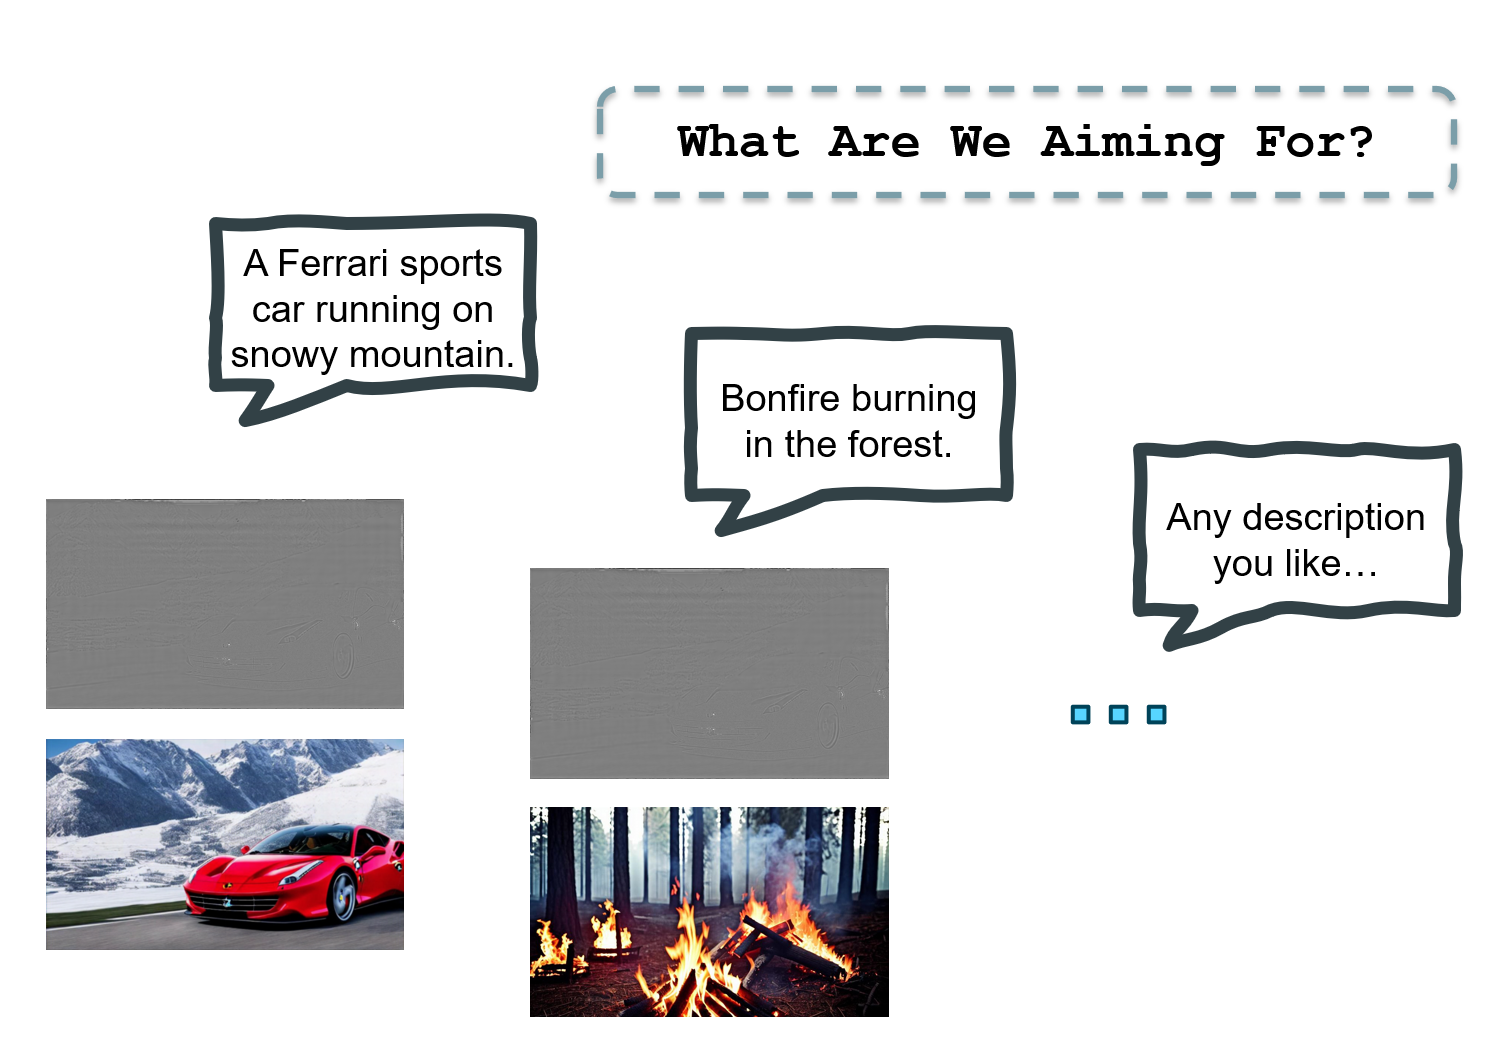 What Are We Aiming For?
A Ferrari sports
car running on
snowy mountain.
Bonfire burning
in the forest.
Any description
you like…